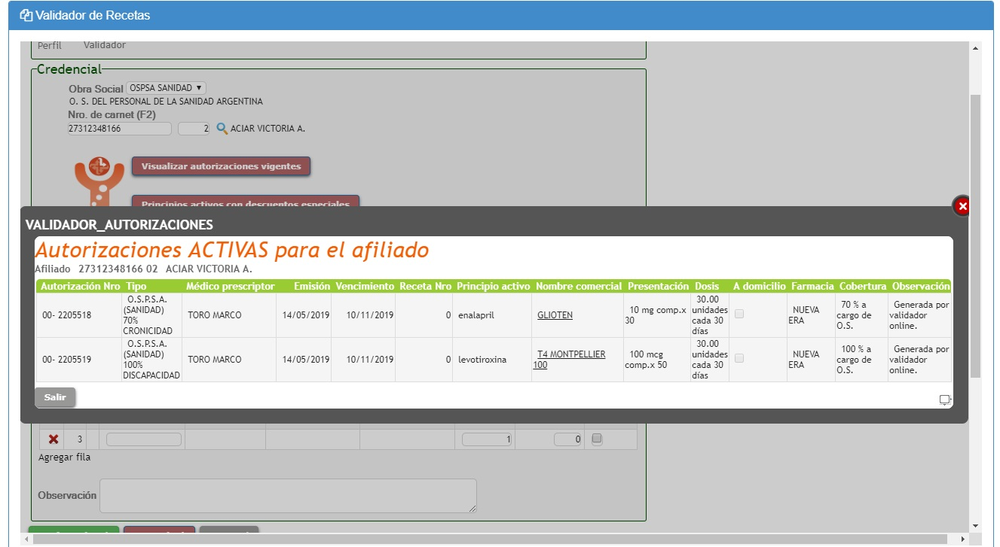 Validador de Recetas
Perfil Validador
Credencial
Obra Social OSPSA SANIDAD ▼
O. S. DEL PERSONAL DE LA SANIDAD ARGENTINA
Nro. de carnet (F2)
27312348166 2 ACIAR VICTORIA A.
Visualizar autorizaciones vigentes
Principios activos con descuentos especiales
VALIDADOR_AUTORIZACIONES
Autorizaciones ACTIVAS para el afiliado
Afiliado 27312348166 02 ACIAR VICTORIA A.
Autorización Nro Tipo Médico prescriptor Emisión Vencimiento Receta Nro Principio activo Nombre comercial Presentación Dosis A domicilio Farmacia Cobertura Observación
00- 2205518
O.S.P.S.A.
(SANIDAD)
70%
CRONICIDAD
TORO MARCO
14/05/2019
10/11/2019
0
enalapril
GLIOTEN
10 mg comp.x
30
30.00
unidades
cada 30
días
NUEVA
ERA
70 % a
cargo de
O.S.
Generada por
validador
online.
00- 2205519
O.S.P.S.A.
(SANIDAD)
100%
DISCAPACIDAD
TORO MARCO
14/05/2019
10/11/2019
0
levotiroxina
T4 MONTPELLIER
100
100 mcg
comp.x 50
30.00
unidades
cada 30
días
NUEVA
ERA
100 % a
cargo de
O.S.
Generada por
validador
online.
Salir
3 1 0
Agregar fila
Observación